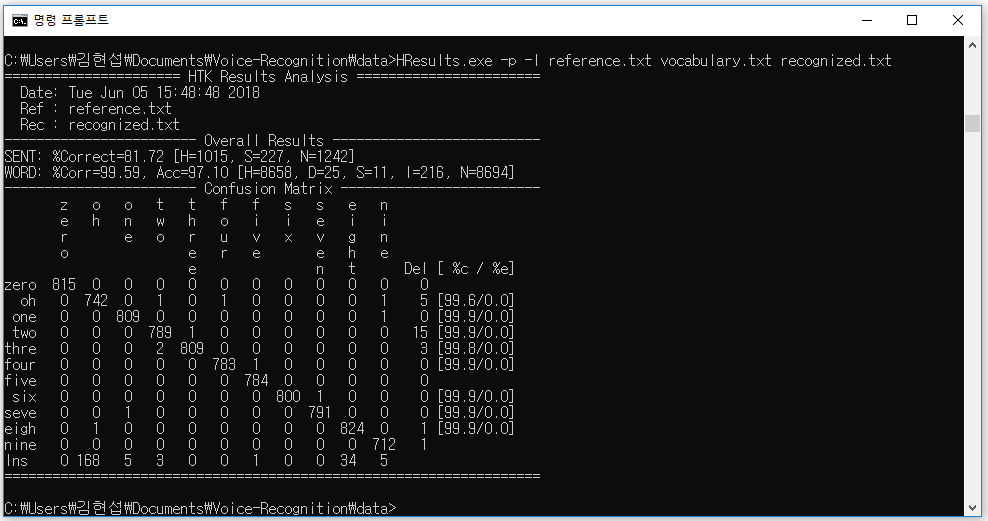 명령 프롬프트
C:\Users\김현섭\Documents\Voice-Recognition\data>HResults.exe -p -I reference.txt vocabulary.txt recognized.txt
====================== HTK Results Analysis =======================
  Date: Tue Jun 05 15:48:48 2018
  Ref : reference.txt
  Rec : recognized.txt
------------------------ Overall Results --------------------------
SENT: %Correct=81.72 [H=1015, S=227, N=1242]
WORD: %Corr=99.59, Acc=97.10 [H=8658, D=25, S=11, I=216, N=8694]
------------------------ Confusion Matrix -------------------------
       z   o   o   t   t   f   f   s   s   e   n
       e   h   n   w   h   o   i   i   e   i   i
       r       e   o   r   u   v   x   v   g   n
       o               e   r   e       e   h   e
                       e               n   t      Del [ %c / %e]
zero  815  0   0   0   0   0   0   0   0   0   0    0
  oh   0  742  0   1   0   1   0   0   0   0   1    5 [99.6/0.0]
 one   0   0  809  0   0   0   0   0   0   0   1    0 [99.9/0.0]
 two   0   0   0  789  1   0   0   0   0   0   0   15 [99.9/0.0]
thre   0   0   0   2  809  0   0   0   0   0   0    3 [99.8/0.0]
four   0   0   0   0   0  783  1   0   0   0   0    0 [99.9/0.0]
five   0   0   0   0   0   0  784  0   0   0   0    0
 six   0   0   0   0   0   0   0  800  1   0   0    0 [99.9/0.0]
seve   0   0   1   0   0   0   0   0  791  0   0    0 [99.9/0.0]
eigh   0   1   0   0   0   0   0   0   0  824  0    1 [99.9/0.0]
nine   0   0   0   0   0   0   0   0   0   0  712   1
Ins    0  168  5   3   0   0   1   0   0  34   5
===================================================================
C:\Users\김현섭\Documents\Voice-Recognition\data>